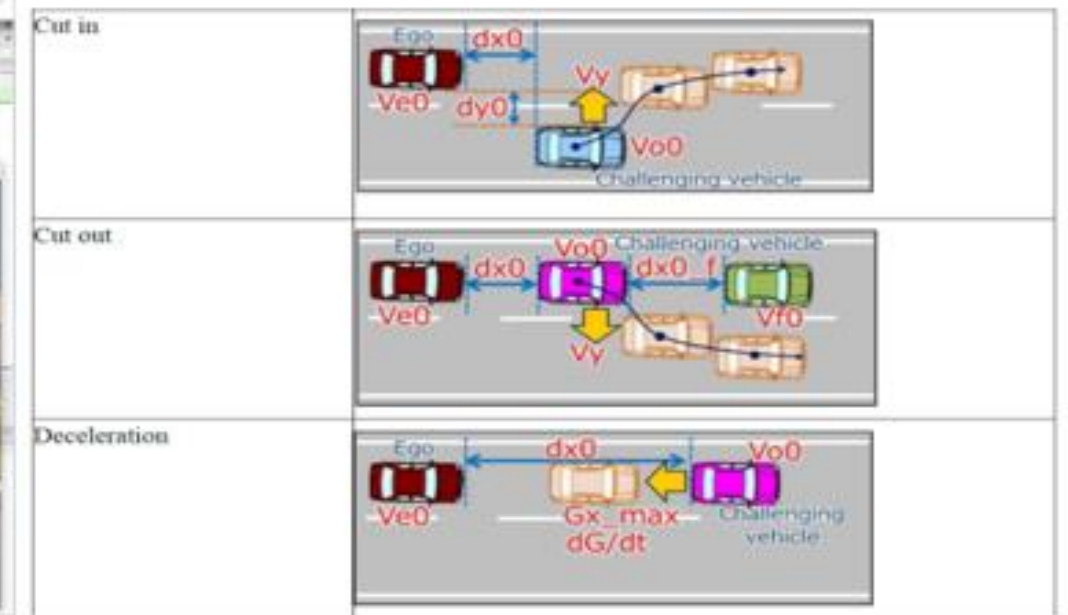 Cut in
Ego
dx0
Vy
Ve0
dy0
Vo0
Challenging vehicle
Cut out
Ego
Vo0 Challenging vehicle
dx0
dx0_f
Ve0
Vf0
Vy
Deceleration
Ego
dx0
Vo0
Ve0
Gx_max
dG/dt
Challenging
vehicle